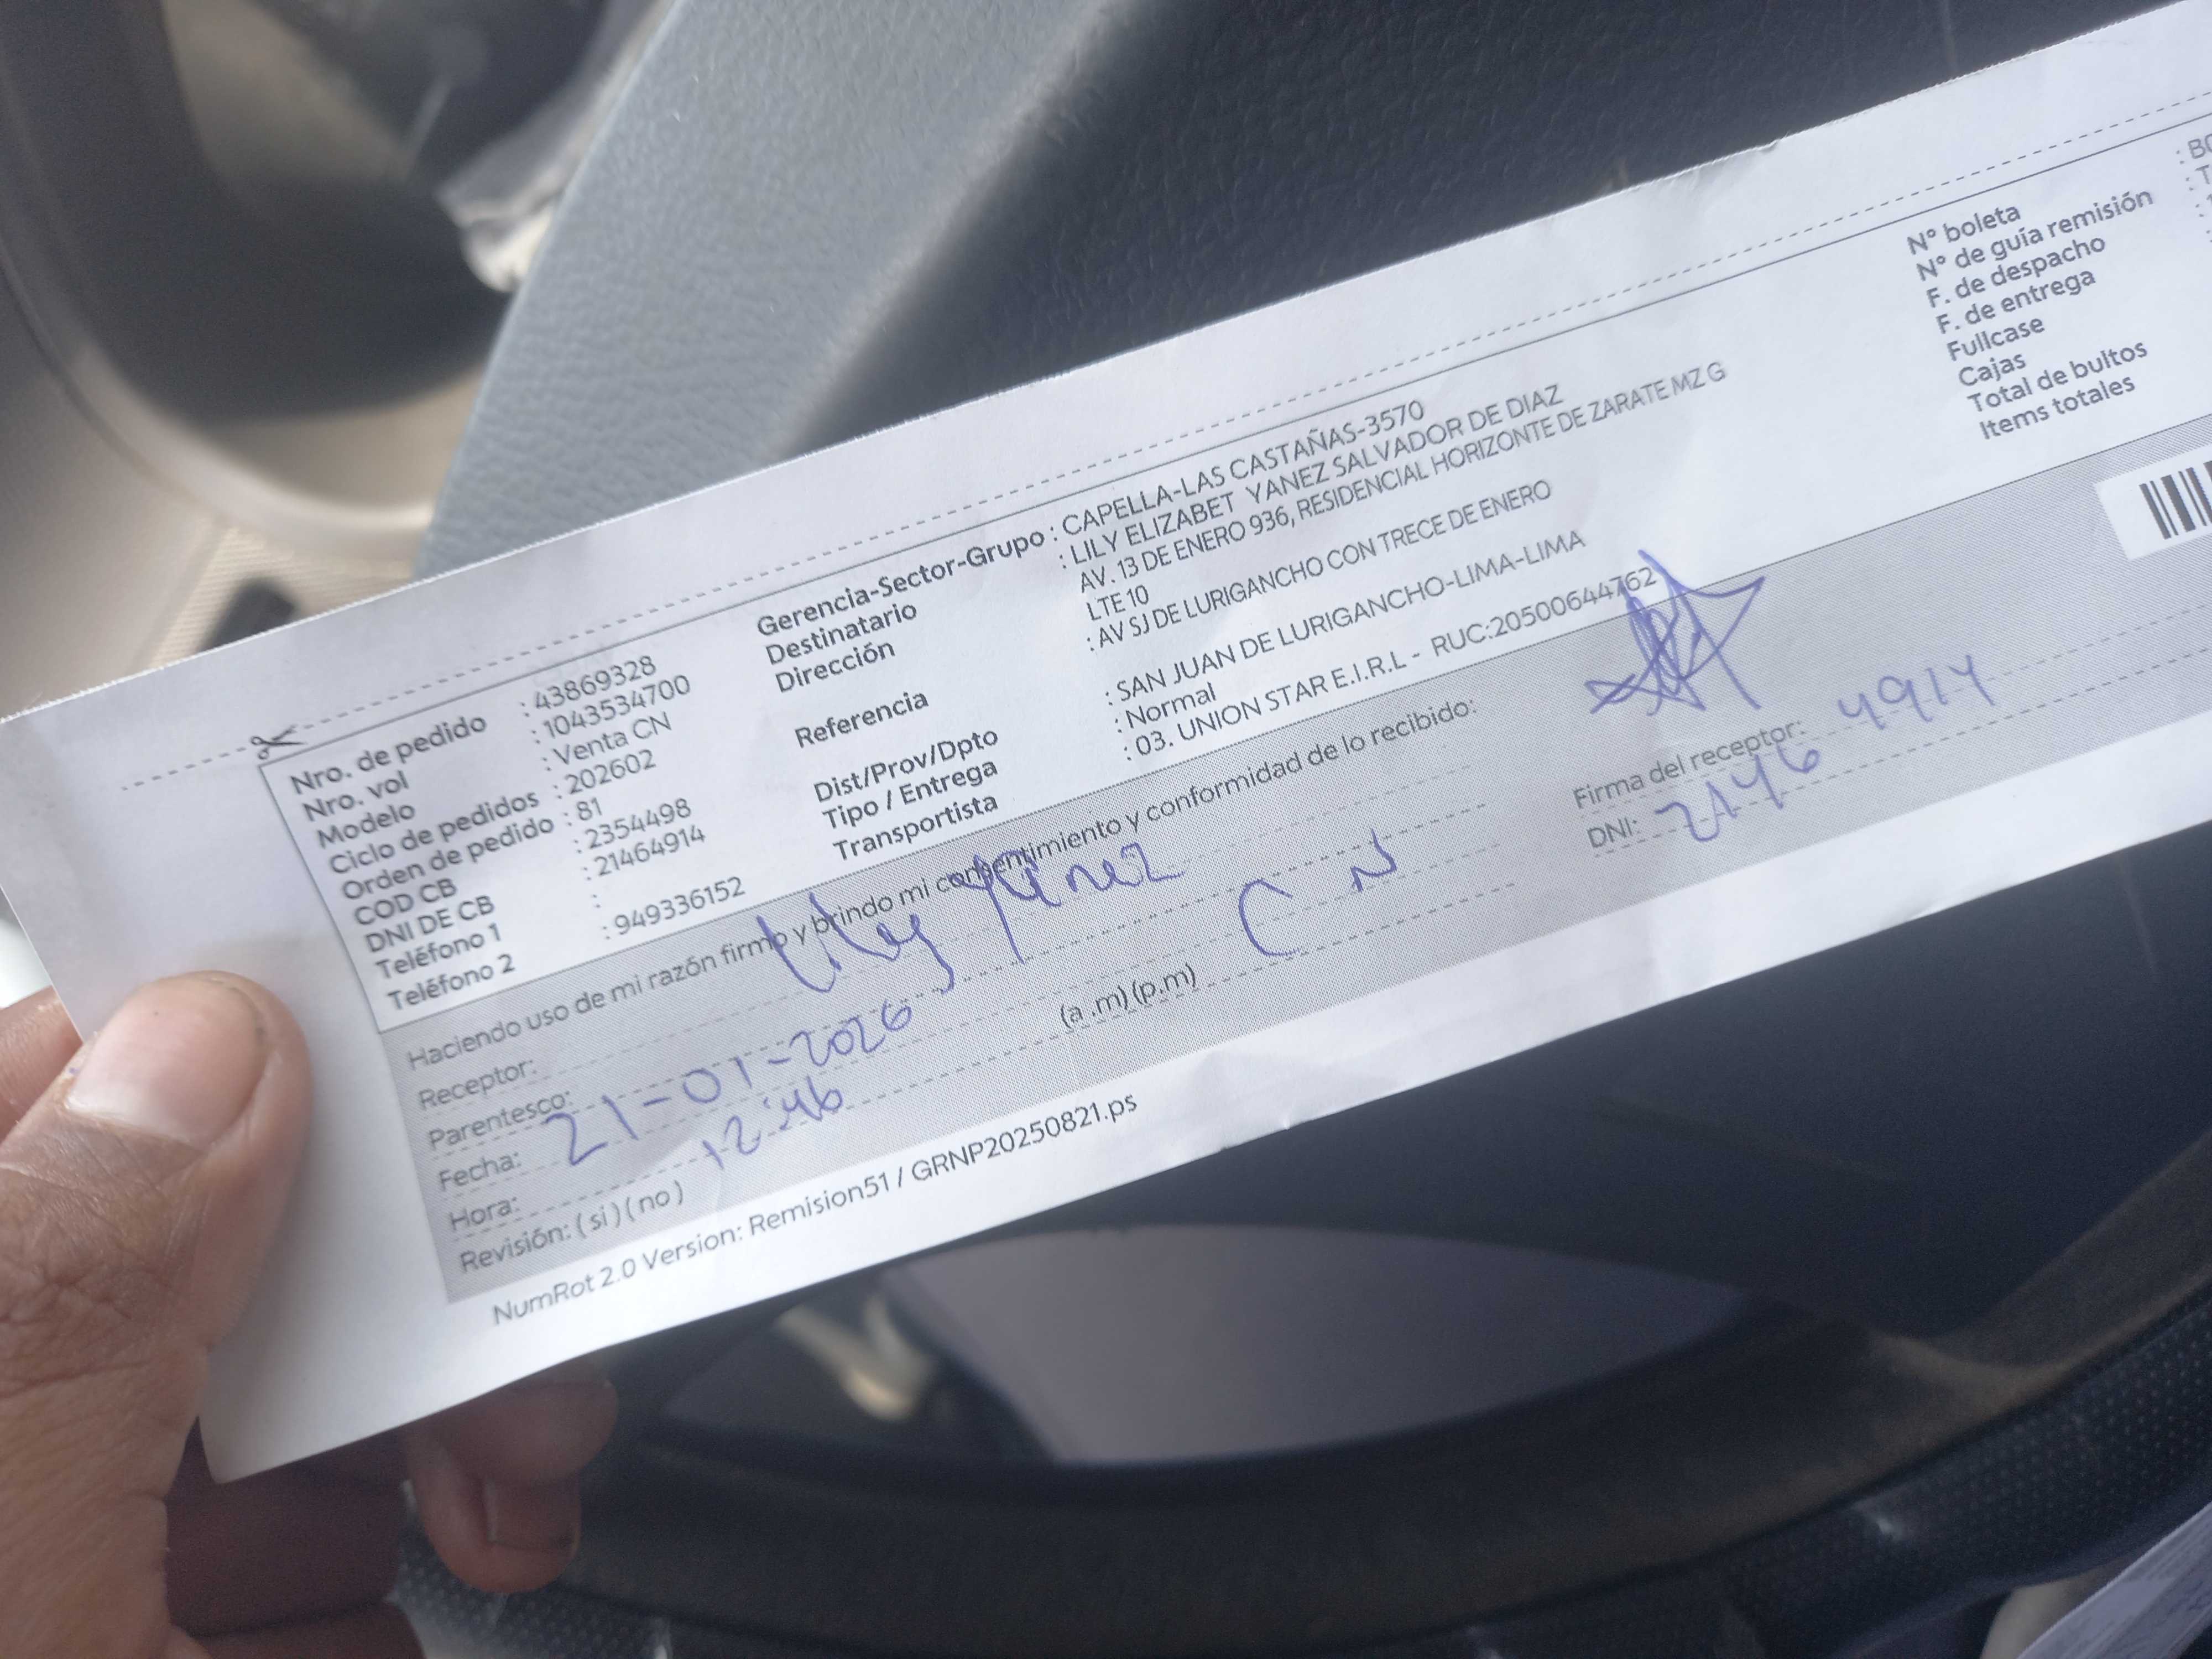 Nro. de pedido : 43869328
Nro. vol : 1043534700
Modelo : Venta CN
Ciclo de pedidos : 202602
Orden de pedido : 81
COD CB : 2354498
DNI DE CB : 21464914
Teléfono 1 :
Teléfono 2 : 949336152
Gerencia-Sector-Grupo : CAPELLA-LAS CASTAÑAS-3570
Destinatario : LILY ELIZABET YANEZ SALVADOR DE DIAZ
Dirección AV. 13 DE ENERO 936, RESIDENCIAL HORIZONTE DE ZARATE MZ G
LTE 10
Referencia : AV SJ DE LURIGANCHO CON TRECE DE ENERO
Dist/Prov/Dpto : SAN JUAN DE LURIGANCHO-LIMA-LIMA
Tipo / Entrega : Normal
Transportista : 03. UNION STAR E.I.R.L - RUC:20500644762
N° boleta : BO
N° de guía remisión : T
F. de despacho
F. de entrega
Fullcase
Cajas
Total de bultos
Items totales
Haciendo uso de mi razón firmo y brindo mi consentimiento y conformidad de lo recibido:
Receptor: Lily Yánez
Parentesco: C N
Fecha: 21-01-2026
Hora: 12:46 (a .m) (p.m)
Revisión: ( si ) ( no )
Firma del receptor:
DNI: 2146 4914
NumRot 2.0 Version: Remision51 / GRNP20250821.ps